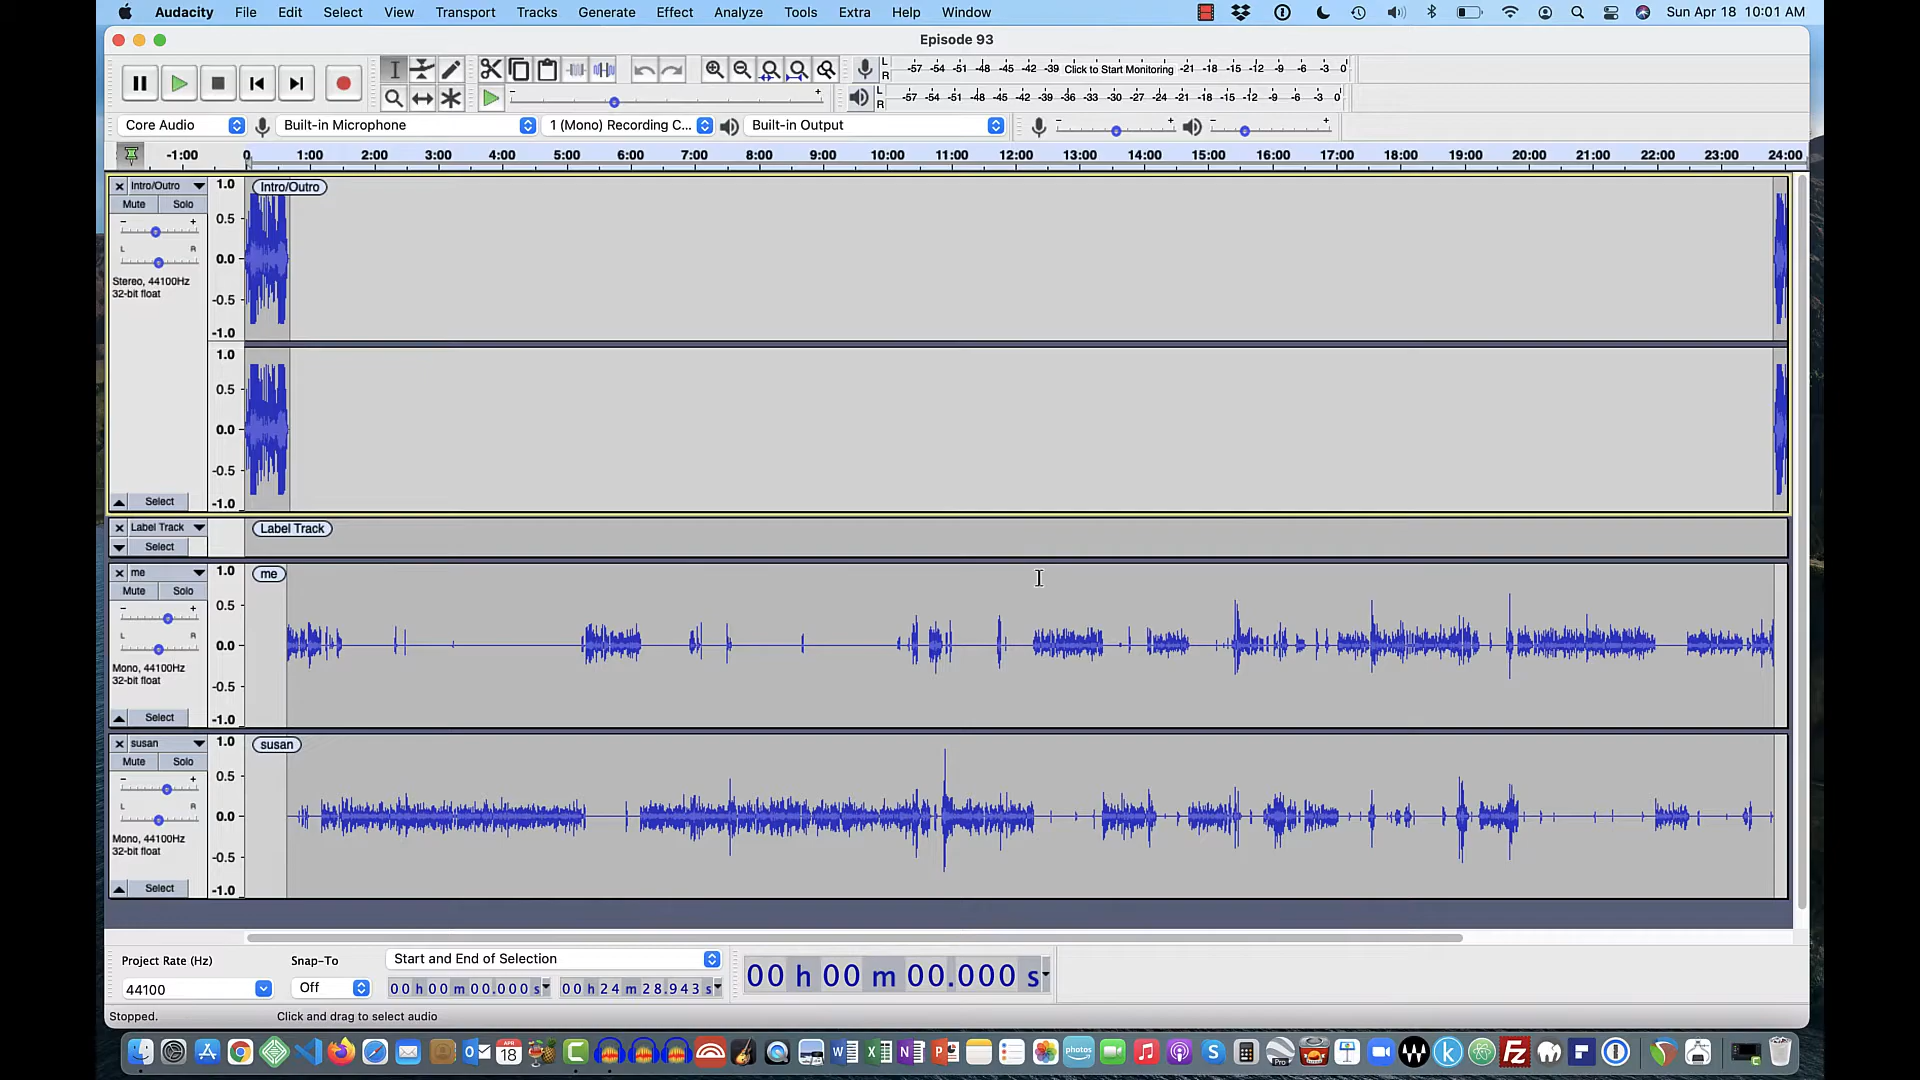 Audacity File Edit Select View Transport Tracks Generate Effect Analyze Tools Extra Help Window Sun Apr 18 10:01 AM
Episode 93
L R -57 -54 -51 -48 -45 -42 -39 Click to Start Monitoring -21 -18 -15 -12 -9 -6 -3 0
L R -57 -54 -51 -48 -45 -42 -39 -36 -33 -30 -27 -24 -21 -18 -15 -12 -9 -6 -3 0
Core Audio Built-in Microphone 1 (Mono) Recording C... Built-in Output
-1:00 0 1:00 2:00 3:00 4:00 5:00 6:00 7:00 8:00 9:00 10:00 11:00 12:00 13:00 14:00 15:00 16:00 17:00 18:00 19:00 20:00 21:00 22:00 23:00 24:00
Intro/Outro 1.0 Intro/Outro
Mute Solo
0.5
L R
0.0
Stereo, 44100Hz
32-bit float
-0.5
-1.0
1.0
0.5
0.0
-0.5
Select -1.0
Label Track Label Track
Select
me 1.0 me
Mute Solo
0.5
L R
0.0
Mono, 44100Hz
32-bit float
-0.5
Select -1.0
susan 1.0 susan
Mute Solo
0.5
L R
0.0
Mono, 44100Hz
32-bit float
-0.5
Select -1.0
Project Rate (Hz) Snap-To Start and End of Selection
44100 Off 00 h 00 m 00.000 s 00 h 24 m 28.943 s 00 h 00 m 00.000 s
Stopped. Click and drag to select audio
APR
18
photos
Pro